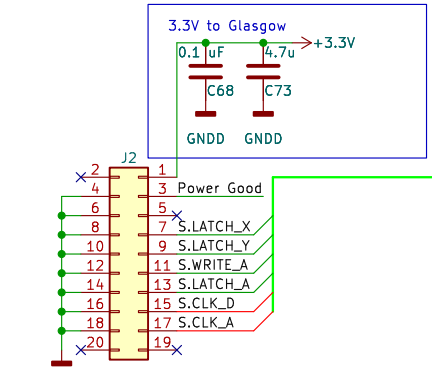 3.3V to Glasgow
+3.3V
0.1 uF 4.7u
C68 C73
GNDD GNDD
J2
2 1
4 3 Power Good
6 5
8 7 S.LATCH_X
10 9 S.LATCH_Y
12 11 S.WRITE_A
14 13 S.LATCH_A
16 15 S.CLK_D
18 17 S.CLK_A
20 19